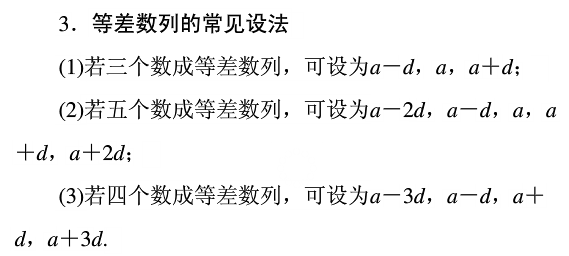 3．等差数列的常见设法
(1)若三个数成等差数列，可设为a－d，a，a＋d；
(2)若五个数成等差数列，可设为a－2d，a－d，a，a
＋d，a＋2d；
(3)若四个数成等差数列，可设为a－3d，a－d，a＋
d，a＋3d.